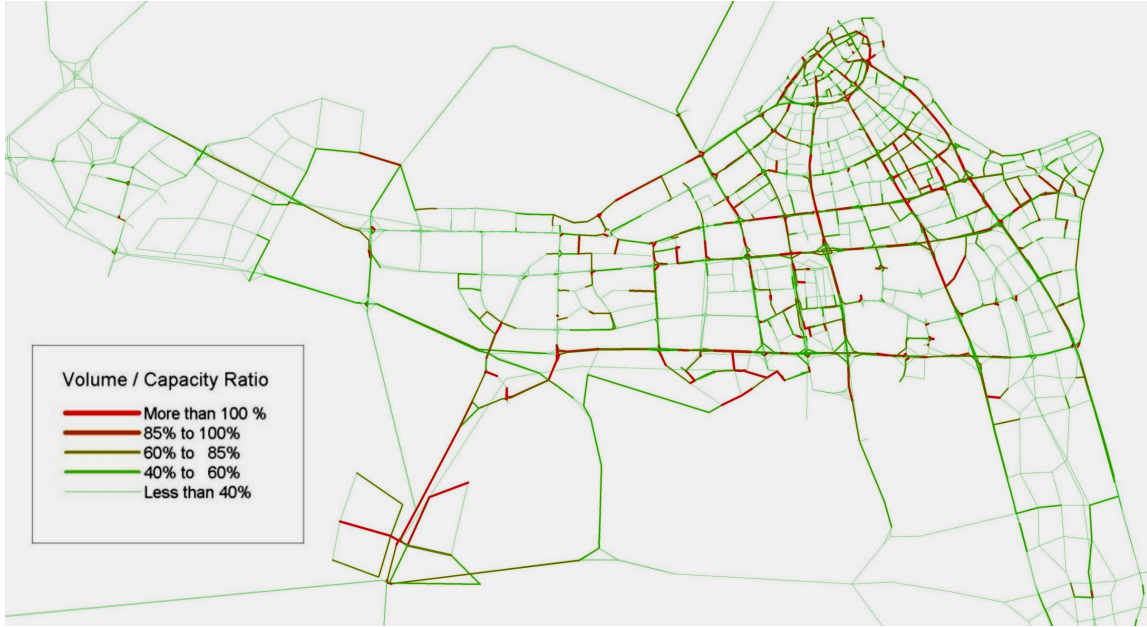 Volume / Capacity Ratio
More than 100 %
85% to 100%
60% to 85%
40% to 60%
Less than 40%